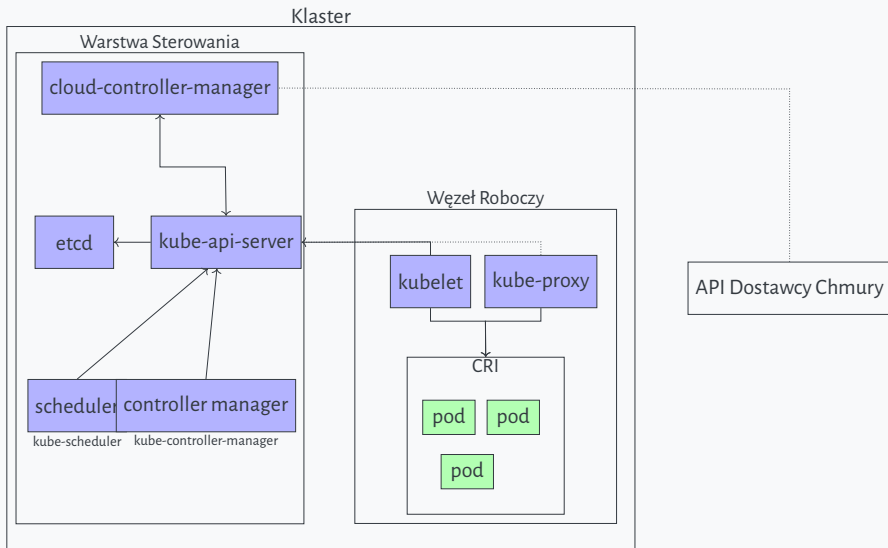 Klaster
Warstwa Sterowania
cloud-controller-manager
Węzeł Roboczy
etcd
kube-api-server
kubelet
kube-proxy
API Dostawcy Chmury
CRI
scheduler
controller manager
kube-scheduler
kube-controller-manager
pod
pod
pod